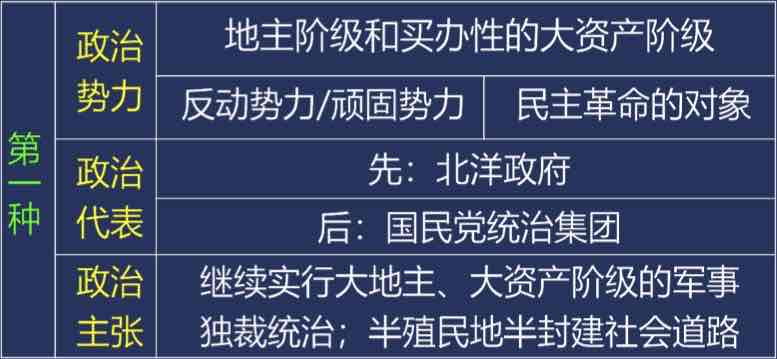 第一种
政治势力
地主阶级和买办性的大资产阶级
反动势力/顽固势力
民主革命的对象
政治代表
先：北洋政府
后：国民党统治集团
政治主张
继续实行大地主、大资产阶级的军事
独裁统治；半殖民地半封建社会道路